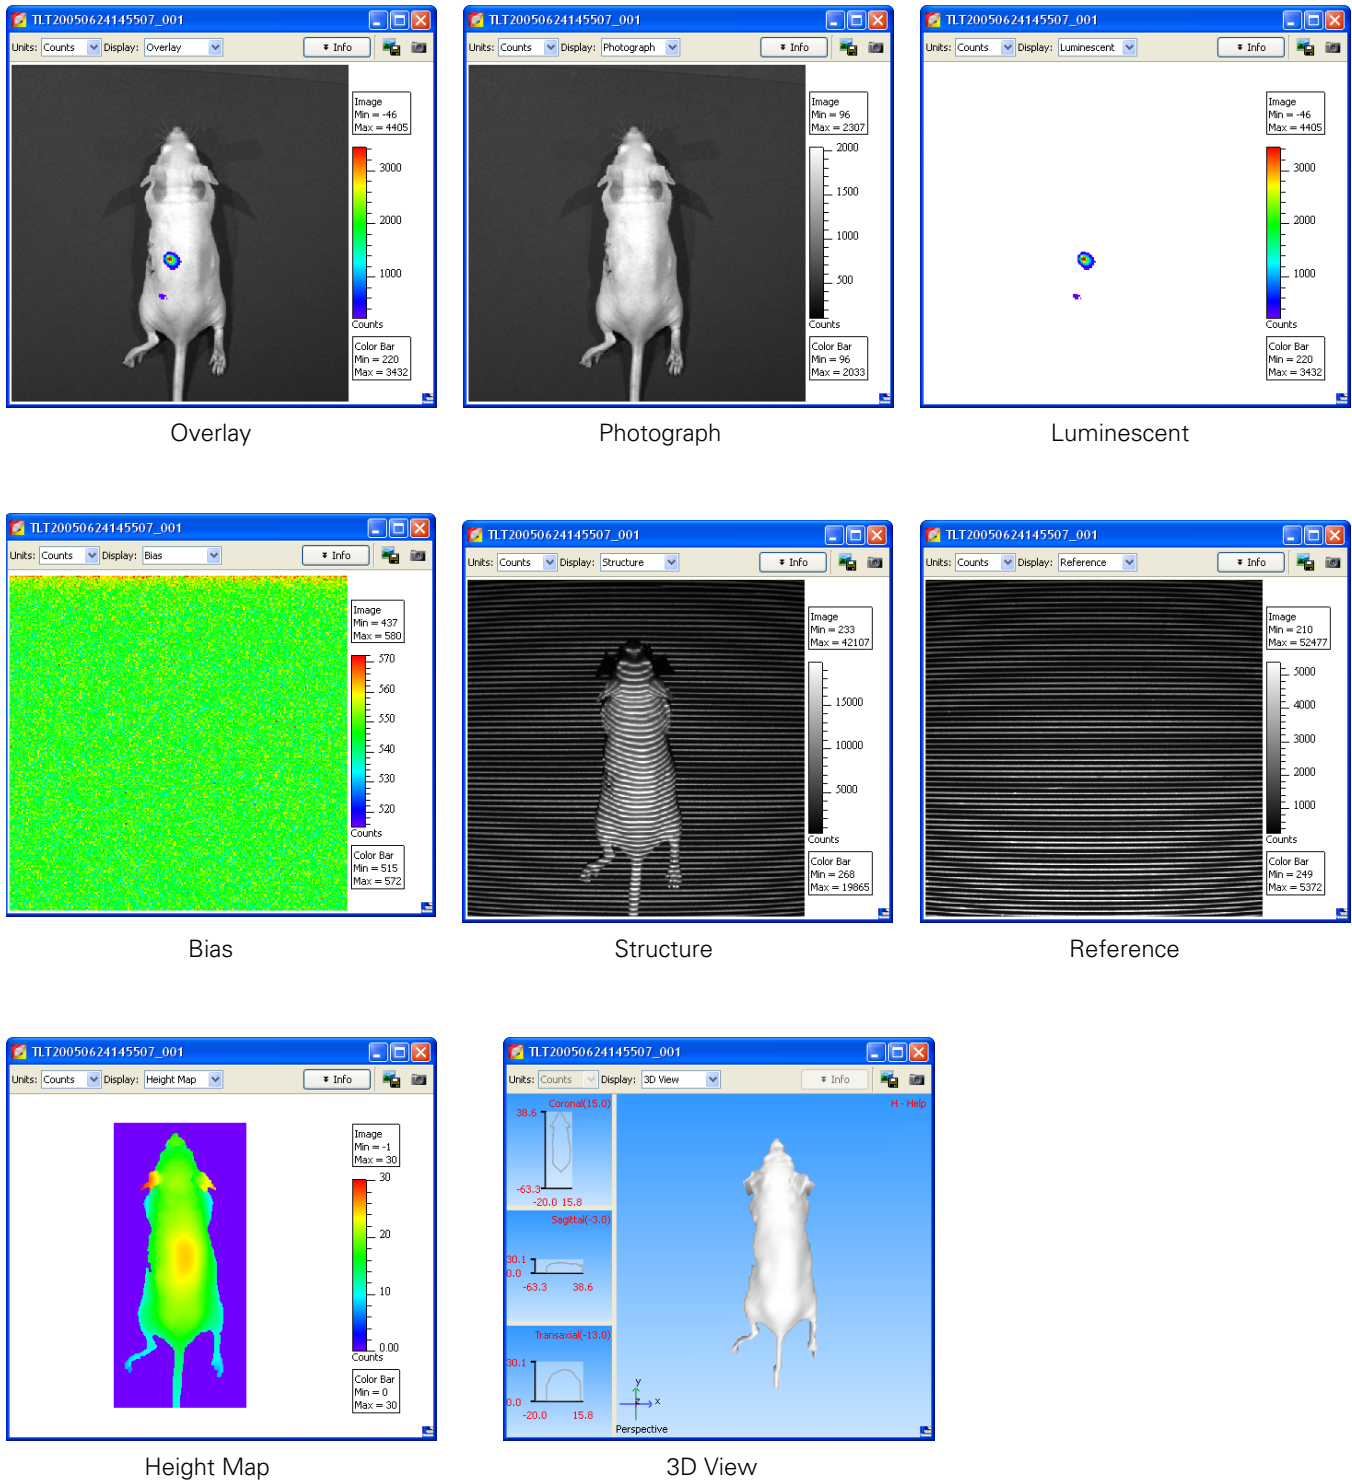 TLT20050624145507_001
Units: Counts Display: Overlay Info
Image
Min = -46
Max = 4405
3000
2000
1000
Counts
Color Bar
Min = 220
Max = 3432
Overlay
TLT20050624145507_001
Units: Counts Display: Photograph Info
Image
Min = 96
Max = 2307
2000
1500
1000
500
Counts
Color Bar
Min = 96
Max = 2033
Photograph
TLT20050624145507_001
Units: Counts Display: Luminescent Info
Image
Min = -46
Max = 4405
3000
2000
1000
Counts
Color Bar
Min = 220
Max = 3432
Luminescent
TLT20050624145507_001
Units: Counts Display: Bias Info
Image
Min = 437
Max = 580
570
560
550
540
530
520
Counts
Color Bar
Min = 515
Max = 572
Bias
TLT20050624145507_001
Units: Counts Display: Structure Info
Image
Min = 233
Max = 42107
15000
10000
5000
Counts
Color Bar
Min = 268
Max = 19865
Structure
TLT20050624145507_001
Units: Counts Display: Reference Info
Image
Min = 210
Max = 52477
5000
4000
3000
2000
1000
Counts
Color Bar
Min = 249
Max = 5372
Reference
TLT20050624145507_001
Units: Counts Display: Height Map Info
Image
Min = -1
Max = 30
30
20
10
0.00
Counts
Color Bar
Min = 0
Max = 30
Height Map
TLT20050624145507_001
Units: Counts Display: 3D View Info
Coronal(15.0)
38.6
-63.3
-20.0 15.8
Sagittal(-3.0)
30.1
0.0
-63.3 38.6
Transaxial(-13.0)
30.1
0.0
-20.0 15.8
H - Help
y
z x
Perspective
3D View